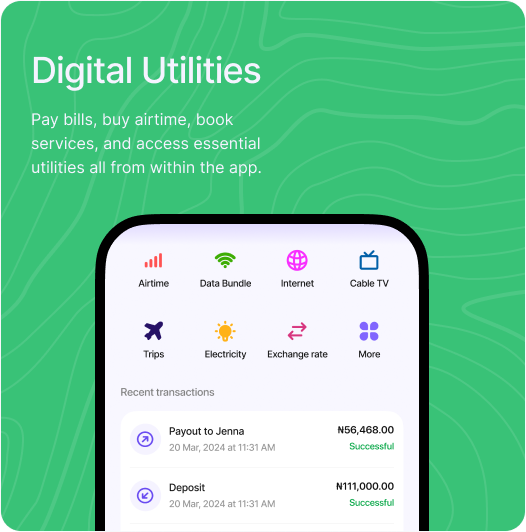 Digital Utilities
Pay bills, buy airtime, book
services, and access essential
utilities all from within the app.
Airtime
Data Bundle
Internet
Cable TV
Trips
Electricity
Exchange rate
More
Recent transactions
Payout to Jenna
₦56,468.00
20 Mar, 2024 at 11:31 AM
Successful
Deposit
₦111,000.00
20 Mar, 2024 at 11:31 AM
Successful